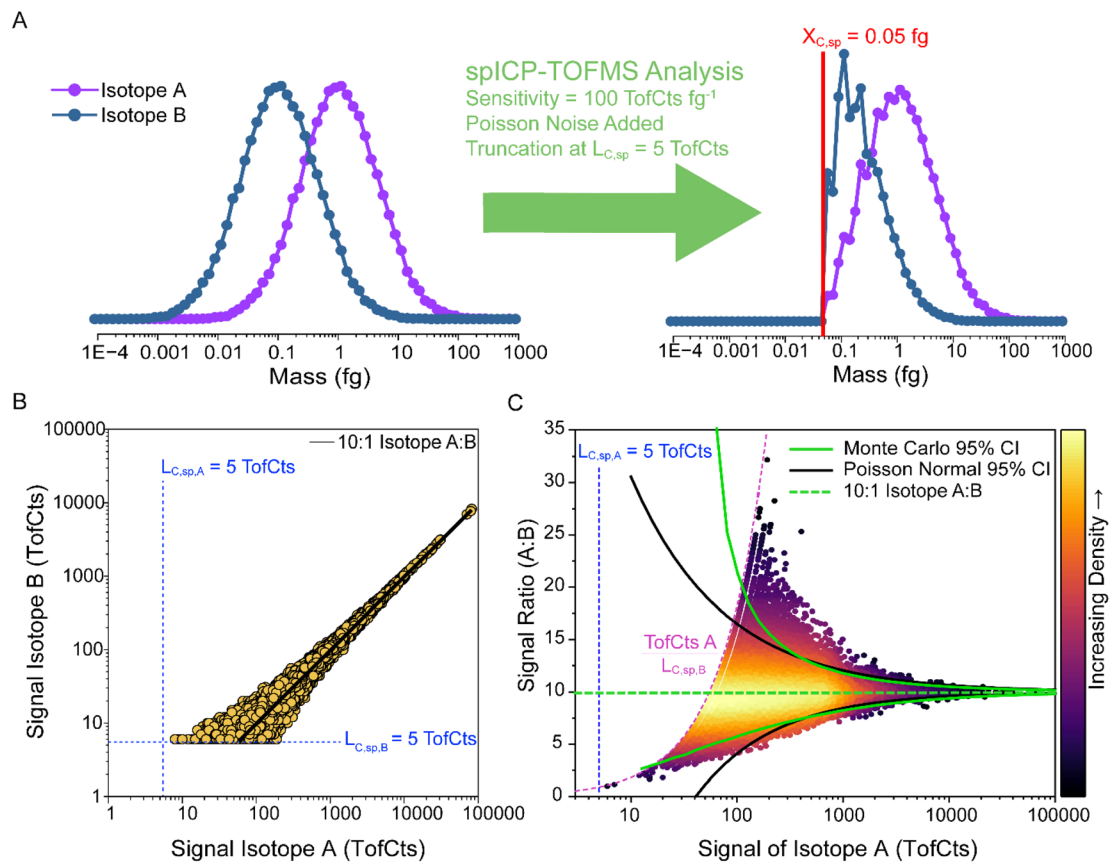 A
Isotope A
Isotope B
spICP-TOFMS Analysis
Sensitivity = 100 TofCts fg⁻¹
Poisson Noise Added
Truncation at L_C,sp = 5 TofCts
X_C,sp = 0.05 fg
1E−4 0.001 0.01 0.1 1 10 100 1000
Mass (fg)
1E−4 0.001 0.01 0.1 1 10 100 1000
Mass (fg)
B
10:1 Isotope A:B
L_C,sp,A = 5 TofCts
L_C,sp,B = 5 TofCts
100000
10000
1000
100
10
1
Signal Isotope B (TofCts)
1 10 100 1000 10000 100000
Signal Isotope A (TofCts)
C
L_C,sp,A = 5 TofCts
Monte Carlo 95% CI
Poisson Normal 95% CI
10:1 Isotope A:B
TofCts A
L_C,sp,B
35
30
25
20
15
10
5
0
Signal Ratio (A:B)
10 100 1000 10000 100000
Signal of Isotope A (TofCts)
Increasing Density →